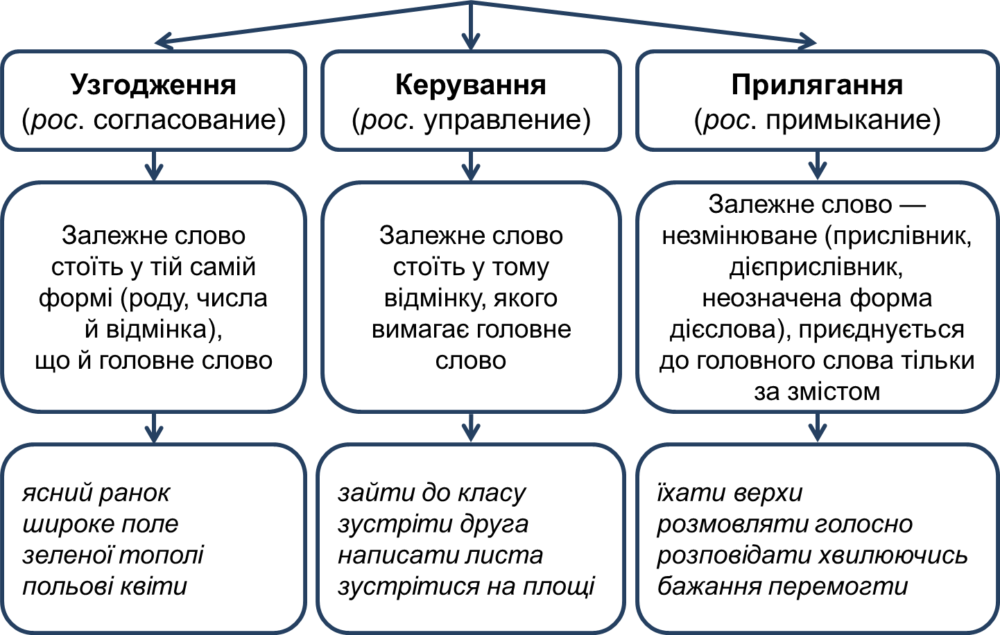 Узгодження
(рос. согласование)
Залежне слово
стоїть у тій самій
формі (роду, числа
й відмінка),
що й головне слово
ясний ранок
широке поле
зеленої тополі
польові квіти
Керування
(рос. управление)
Залежне слово
стоїть у тому
відмінку, якого
вимагає головне
слово
зайти до класу
зустріти друга
написати листа
зустрітися на площі
Прилягання
(рос. примыкание)
Залежне слово —
незмінюване (прислівник,
дієприслівник,
неозначена форма
дієслова), приєднується
до головного слова тільки
за змістом
їхати верхи
розмовляти голосно
розповідати хвилюючись
бажання перемогти